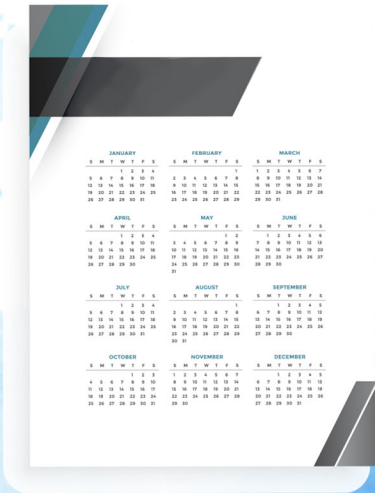 JANUARY
S M T W T F S
1 2 3 4
5 6 7 8 9 10 11
12 13 14 15 16 17 18
19 20 21 22 23 24 25
26 27 28 29 30 31
FEBRUARY
S M T W T F S
1
2 3 4 5 6 7 8
9 10 11 12 13 14 15
16 17 18 19 20 21 22
23 24 25 26 27 28 29
MARCH
S M T W T F S
1 2 3 4 5 6 7
8 9 10 11 12 13 14
15 16 17 18 19 20 21
22 23 24 25 26 27 28
29 30 31
APRIL
S M T W T F S
1 2 3 4
5 6 7 8 9 10 11
12 13 14 15 16 17 18
19 20 21 22 23 24 25
26 27 28 29 30
MAY
S M T W T F S
1 2
3 4 5 6 7 8 9
10 11 12 13 14 15 16
17 18 19 20 21 22 23
24 25 26 27 28 29 30
31
JUNE
S M T W T F S
1 2 3 4 5 6
7 8 9 10 11 12 13
14 15 16 17 18 19 20
21 22 23 24 25 26 27
28 29 30
JULY
S M T W T F S
1 2 3 4
5 6 7 8 9 10 11
12 13 14 15 16 17 18
19 20 21 22 23 24 25
26 27 28 29 30 31
AUGUST
S M T W T F S
1
2 3 4 5 6 7 8
9 10 11 12 13 14 15
16 17 18 19 20 21 22
23 24 25 26 27 28 29
30 31
SEPTEMBER
S M T W T F S
1 2 3 4 5
6 7 8 9 10 11 12
13 14 15 16 17 18 19
20 21 22 23 24 25 26
27 28 29 30
OCTOBER
S M T W T F S
1 2 3
4 5 6 7 8 9 10
11 12 13 14 15 16 17
18 19 20 21 22 23 24
25 26 27 28 29 30 31
NOVEMBER
S M T W T F S
1 2 3 4 5 6 7
8 9 10 11 12 13 14
15 16 17 18 19 20 21
22 23 24 25 26 27 28
29 30
DECEMBER
S M T W T F S
1 2 3 4 5
6 7 8 9 10 11 12
13 14 15 16 17 18 19
20 21 22 23 24 25 26
27 28 29 30 31